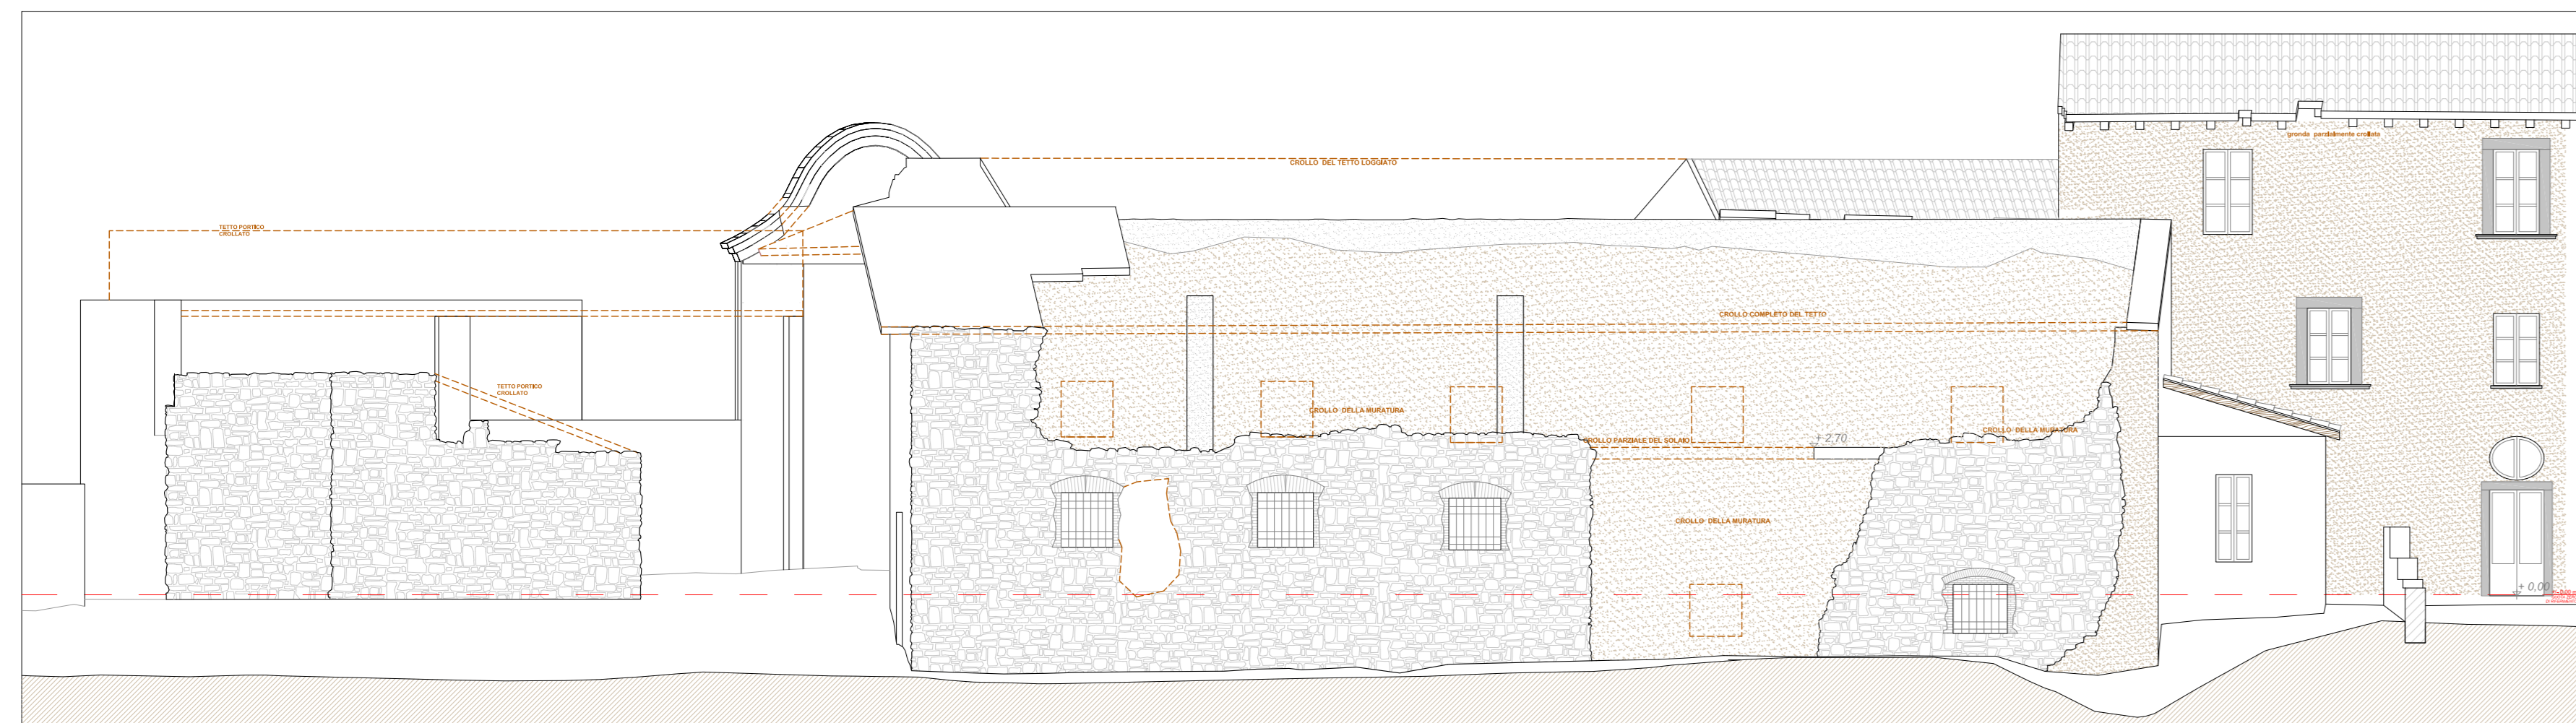 gronda parzialmente crollata
CROLLO DEL TETTO LOGGIATO
TETTO PORTICO
CROLLATO
CROLLO COMPLETO DEL TETTO
TETTO PORTICO
CROLLATO
CROLLO DELLA MURATURA
CROLLO DELLA MURATURA
CROLLO PARZIALE DEL SOLAIO
+ 2,70
CROLLO DELLA MURATURA
+ 0,00